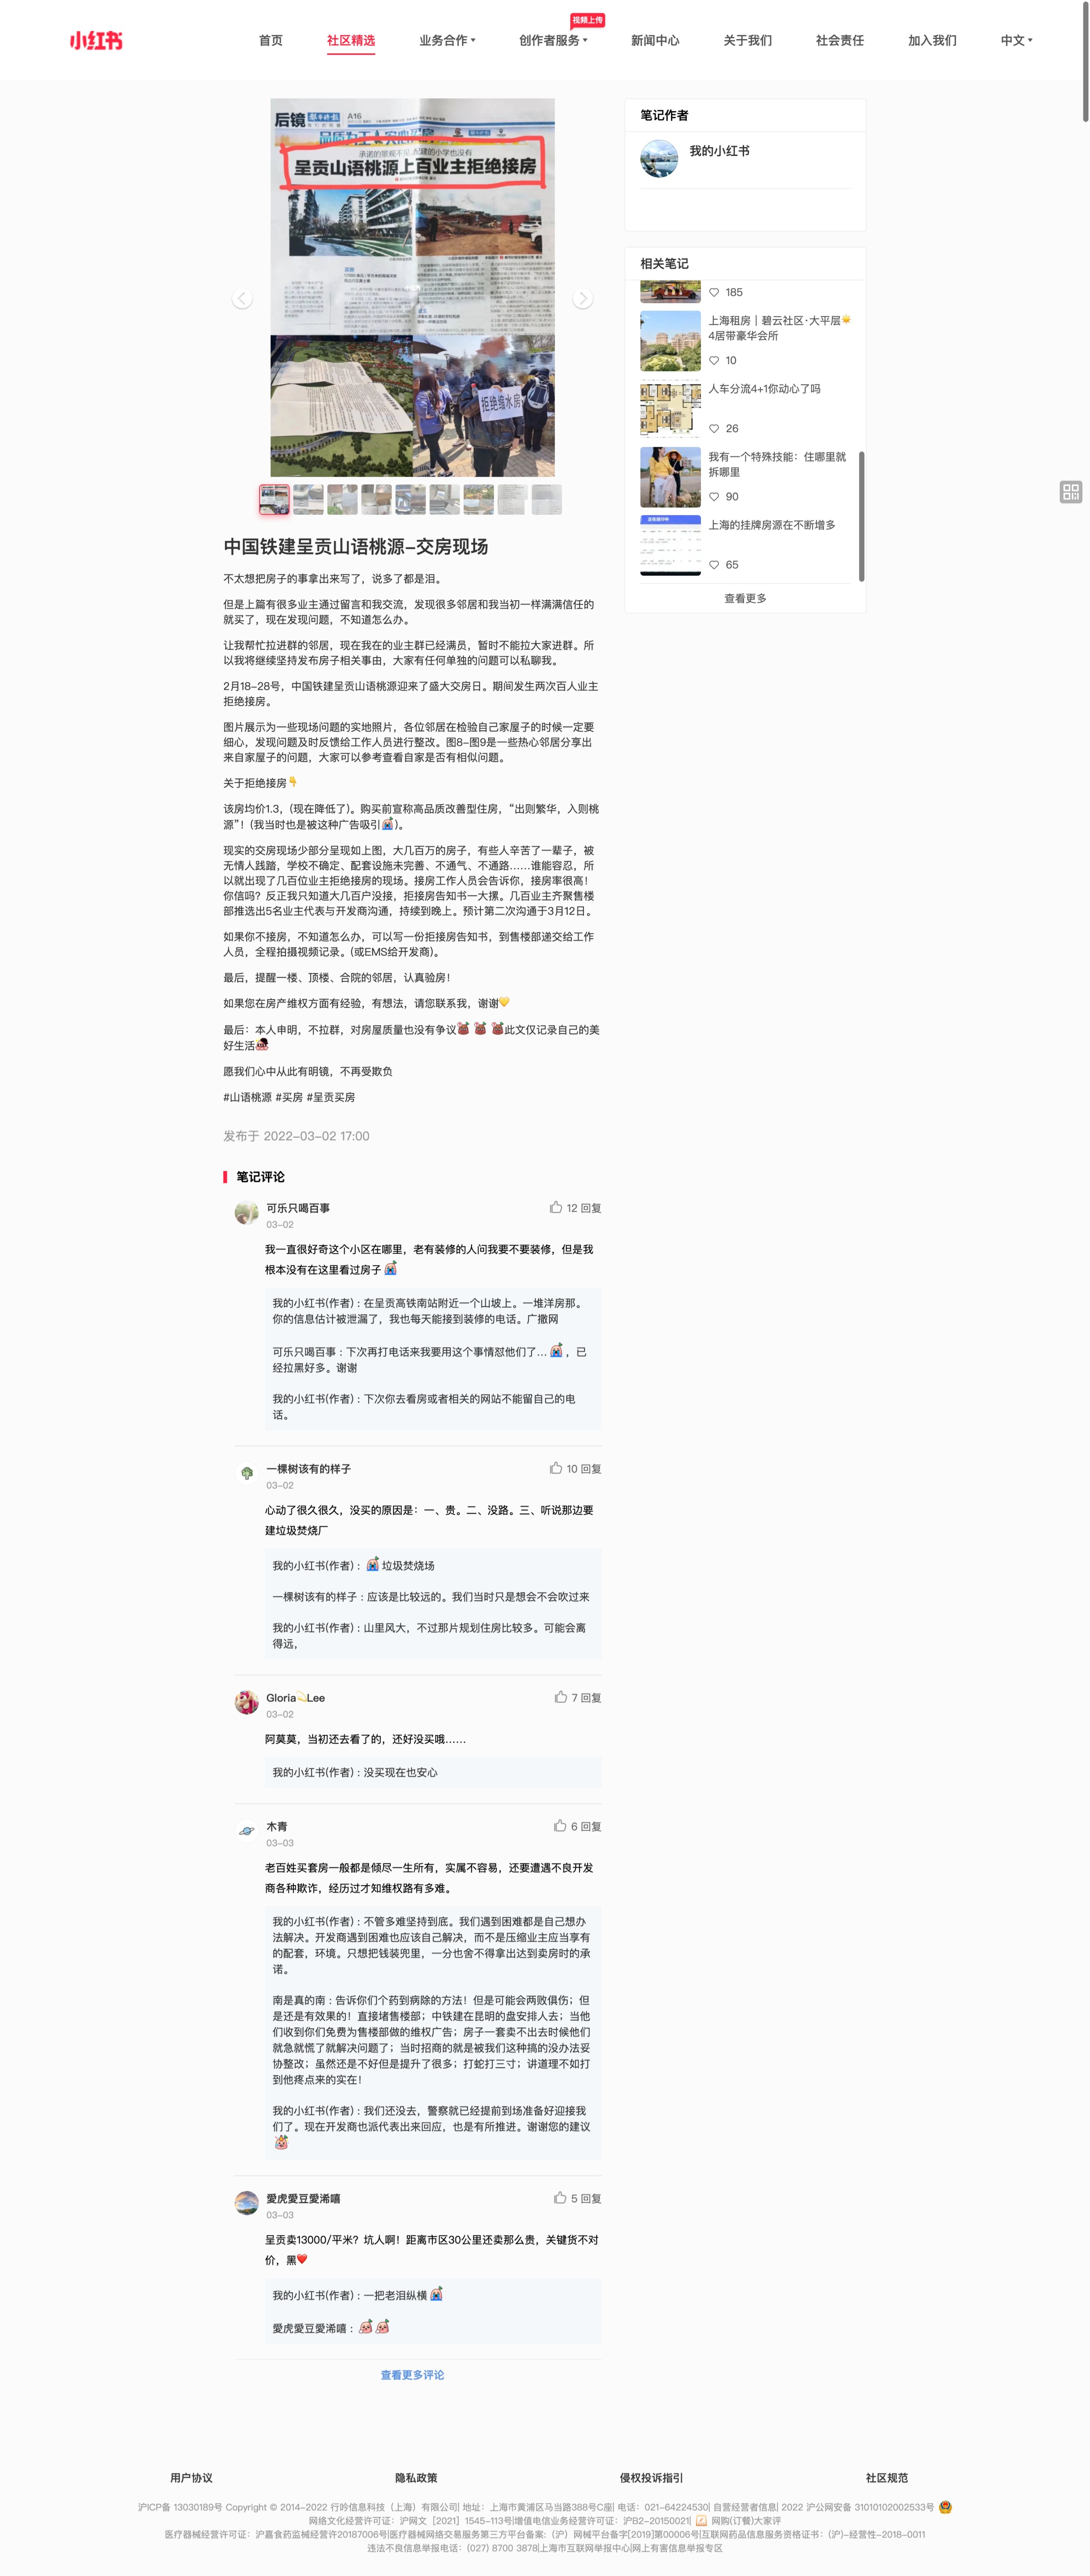 小红书
首页
社区精选
业务合作
创作者服务
视频上传
新闻中心
关于我们
社会责任
加入我们
中文
后镜
都市时报
A16
承诺的景观不见 配建的小学也没有
呈贡山语桃源上百业主拒绝接房
拒绝缩水房
中国铁建呈贡山语桃源-交房现场
不太想把房子的事拿出来写了，说多了都是泪。
但是上篇有很多业主通过留言和我交流，发现很多邻居和我当初一样满满信任的
就买了，现在发现问题，不知道怎么办。
让我帮忙拉进群的邻居，现在我在的业主群已经满员，暂时不能拉大家进群。所
以我将继续坚持发布房子相关事由，大家有任何单独的问题可以私聊我。
2月18-28号，中国铁建呈贡山语桃源迎来了盛大交房日。期间发生两次百人业主
拒绝接房。
图片展示为一些现场问题的实地照片，各位邻居在检验自己家屋子的时候一定要
细心，发现问题及时反馈给工作人员进行整改。图8-图9是一些热心邻居分享出
来自家屋子的问题，大家可以参考查看自家是否有相似问题。
关于拒绝接房👇
该房均价1.3，(现在降低了)。购买前宣称高品质改善型住房，“出则繁华，入则桃
源”！(我当时也是被这种广告吸引)。
现实的交房现场少部分呈现如上图，大几百万的房子，有些人辛苦了一辈子，被
无情人践踏，学校不确定、配套设施未完善、不通气、不通路……谁能容忍，所
以就出现了几百位业主拒绝接房的现场。接房工作人员会告诉你，接房率很高！
你信吗？反正我只知道大几百户没接，拒接房告知书一大摞。几百业主齐聚售楼
部推选出5名业主代表与开发商沟通，持续到晚上。预计第二次沟通于3月12日。
如果你不接房，不知道怎么办，可以写一份拒接房告知书，到售楼部递交给工作
人员，全程拍摄视频记录。(或EMS给开发商)。
最后，提醒一楼、顶楼、合院的邻居，认真验房！
如果您在房产维权方面有经验，有想法，请您联系我，谢谢💛
最后：本人申明，不拉群，对房屋质量也没有争议此文仅记录自己的美
好生活
愿我们心中从此有明镜，不再受欺负
#山语桃源 #买房 #呈贡买房
发布于 2022-03-02 17:00
笔记评论
可乐只喝百事
12 回复
03-02
我一直很好奇这个小区在哪里，老有装修的人问我要不要装修，但是我
根本没有在这里看过房子
我的小红书(作者)：在呈贡高铁南站附近一个山坡上。一堆洋房那。
你的信息估计被泄漏了，我也每天能接到装修的电话。广撒网
可乐只喝百事：下次再打电话来我要用这个事情怼他们了…，已
经拉黑好多。谢谢
我的小红书(作者)：下次你去看房或者相关的网站不能留自己的电
话。
一棵树该有的样子
10 回复
03-02
心动了很久很久，没买的原因是：一、贵。二、没路。三、听说那边要
建垃圾焚烧厂
我的小红书(作者)：垃圾焚烧场
一棵树该有的样子：应该是比较远的。我们当时只是想会不会吹过来
我的小红书(作者)：山里风大，不过那片规划住房比较多。可能会离
得远，
Gloria💫Lee
7 回复
03-02
阿莫莫，当初还去看了的，还好没买哦……
我的小红书(作者)：没买现在也安心
木青
6 回复
03-03
老百姓买套房一般都是倾尽一生所有，实属不容易，还要遭遇不良开发
商各种欺诈，经历过才知维权路有多难。
我的小红书(作者)：不管多难坚持到底。我们遇到困难都是自己想办
法解决。开发商遇到困难也应该自己解决，而不是压缩业主应当享有
的配套，环境。只想把钱装兜里，一分也舍不得拿出达到卖房时的承
诺。
南是真的南：告诉你们个药到病除的方法！但是可能会两败俱伤；但
是还是有效果的！直接堵售楼部；中铁建在昆明的盘安排人去；当他
们收到你们免费为售楼部做的维权广告；房子一套卖不出去时候他们
就急就慌了就解决问题了；当时招商的就是被我们这种搞的没办法妥
协整改；虽然还是不好但是提升了很多；打蛇打三寸；讲道理不如打
到他疼点来的实在！
我的小红书(作者)：我们还没去，警察就已经提前到场准备好迎接我
们了。现在开发商也派代表出来回应，也是有所推进。谢谢您的建议
愛虎愛豆愛浠嘻
5 回复
03-03
呈贡卖13000/平米？坑人啊！距离市区30公里还卖那么贵，关键货不对
价，黑❤️
我的小红书(作者)：一把老泪纵横
愛虎愛豆愛浠嘻：
查看更多评论
笔记作者
我的小红书
相关笔记
185
上海租房｜碧云社区·大平层☀️
4居带豪华会所
10
人车分流4+1你动心了吗
26
我有一个特殊技能：住哪里就
拆哪里
90
上海的挂牌房源在不断增多
65
查看更多
用户协议
隐私政策
侵权投诉指引
社区规范
沪ICP备 13030189号 Copyright © 2014-2022 行吟信息科技（上海）有限公司| 地址：上海市黄浦区马当路388号C座| 电话：021-64224530| 自营经营者信息| 2022 沪公网安备 31010102002533号
网络文化经营许可证：沪网文［2021］1545-113号|增值电信业务经营许可证：沪B2-20150021| 网购(订餐)大家评
医疗器械经营许可证：沪嘉食药监械经营许20187006号|医疗器械网络交易服务第三方平台备案:（沪）网械平台备字[2019]第00006号|互联网药品信息服务资格证书：(沪)-经营性-2018-0011
违法不良信息举报电话：(027) 8700 3878|上海市互联网举报中心|网上有害信息举报专区